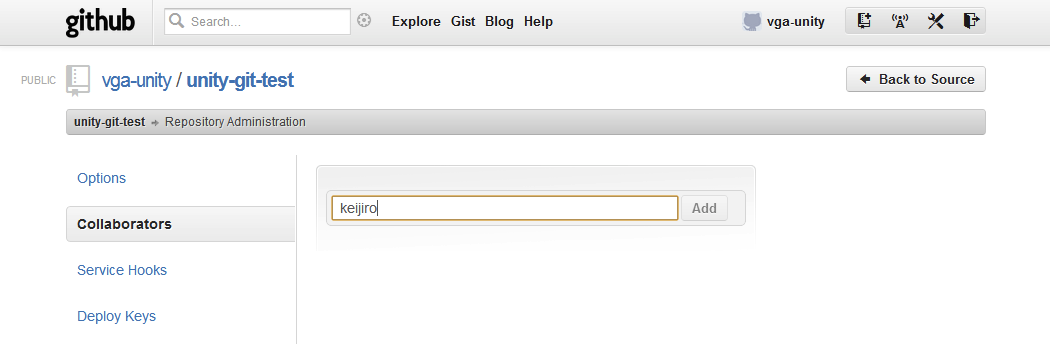 github Search... Explore Gist Blog Help vga-unity
PUBLIC vga-unity / unity-git-test Back to Source
unity-git-test Repository Administration
Options
keijiro Add
Collaborators
Service Hooks
Deploy Keys